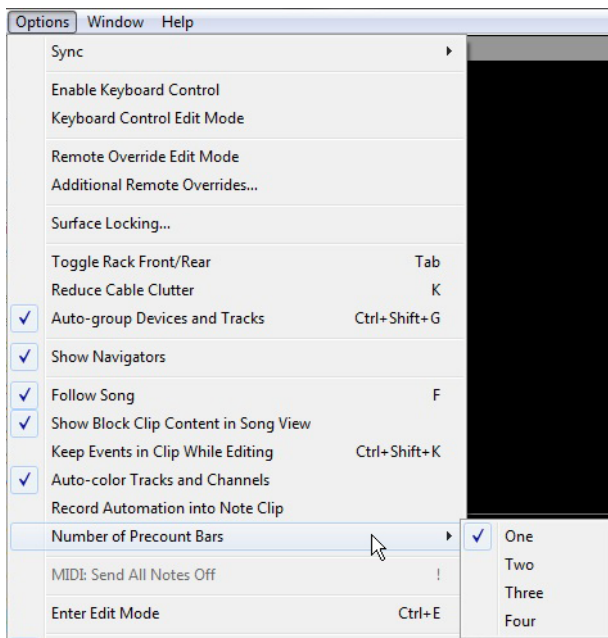 Options Window Help
Sync
Enable Keyboard Control
Keyboard Control Edit Mode
Remote Override Edit Mode
Additional Remote Overrides...
Surface Locking...
Toggle Rack Front/Rear Tab
Reduce Cable Clutter K
Auto-group Devices and Tracks Ctrl+Shift+G
Show Navigators
Follow Song F
Show Block Clip Content in Song View
Keep Events in Clip While Editing Ctrl+Shift+K
Auto-color Tracks and Channels
Record Automation into Note Clip
Number of Precount Bars One
Two
MIDI: Send All Notes Off !
Three
Enter Edit Mode Ctrl+E
Four